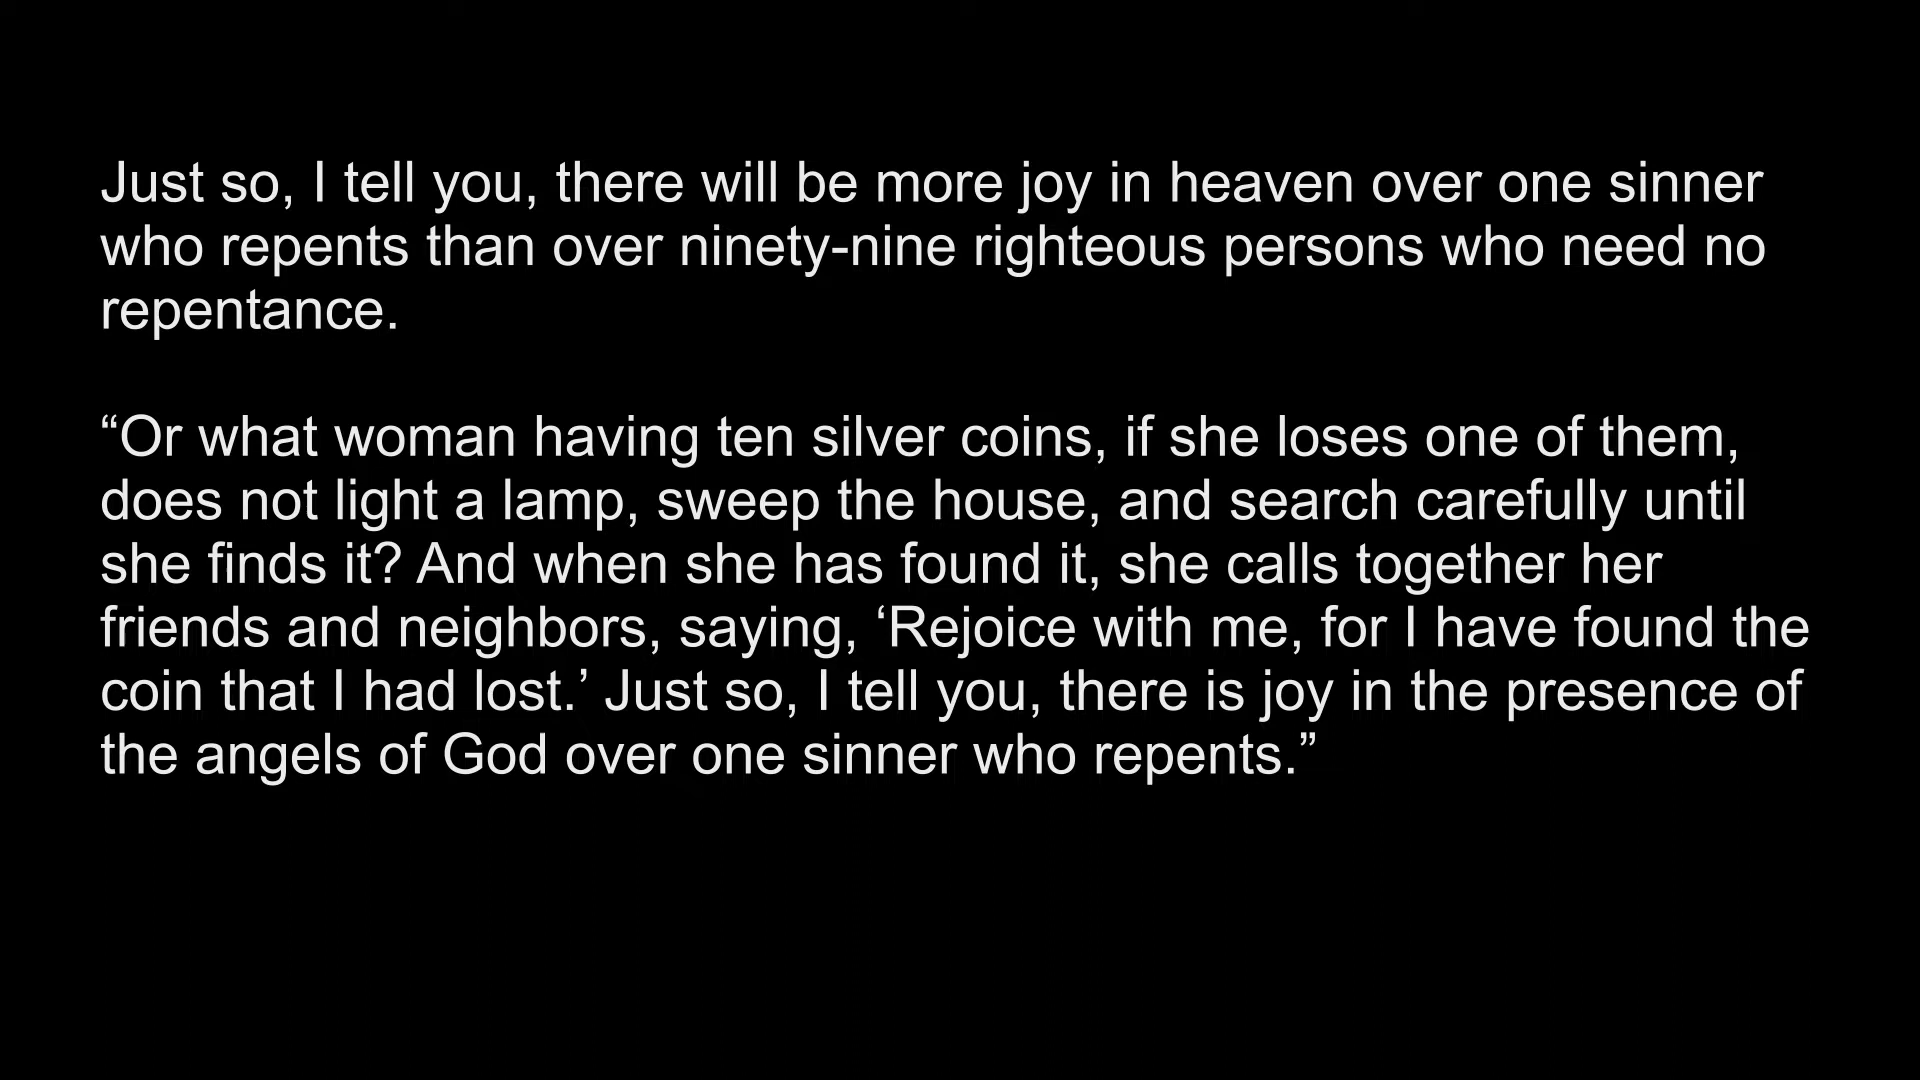 Just so, I tell you, there will be more joy in heaven over one sinner
who repents than over ninety-nine righteous persons who need no
repentance.
“Or what woman having ten silver coins, if she loses one of them,
does not light a lamp, sweep the house, and search carefully until
she finds it? And when she has found it, she calls together her
friends and neighbors, saying, ‘Rejoice with me, for I have found the
coin that I had lost.’ Just so, I tell you, there is joy in the presence of
the angels of God over one sinner who repents.”